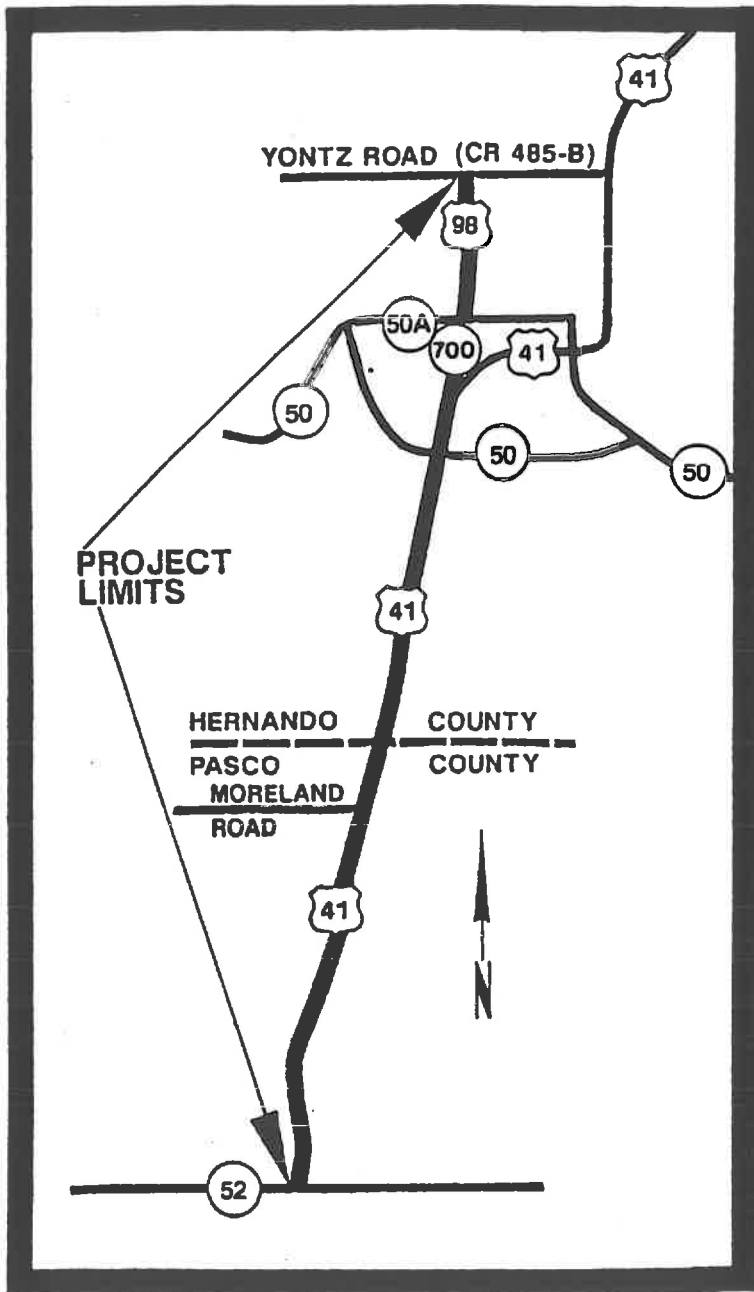 41
YONTZ ROAD (CR 485-B)
98
50A
700
41
50
50
50
PROJECT
LIMITS
41
HERNANDO COUNTY
PASCO COUNTY
MORELAND
ROAD
41
N
52